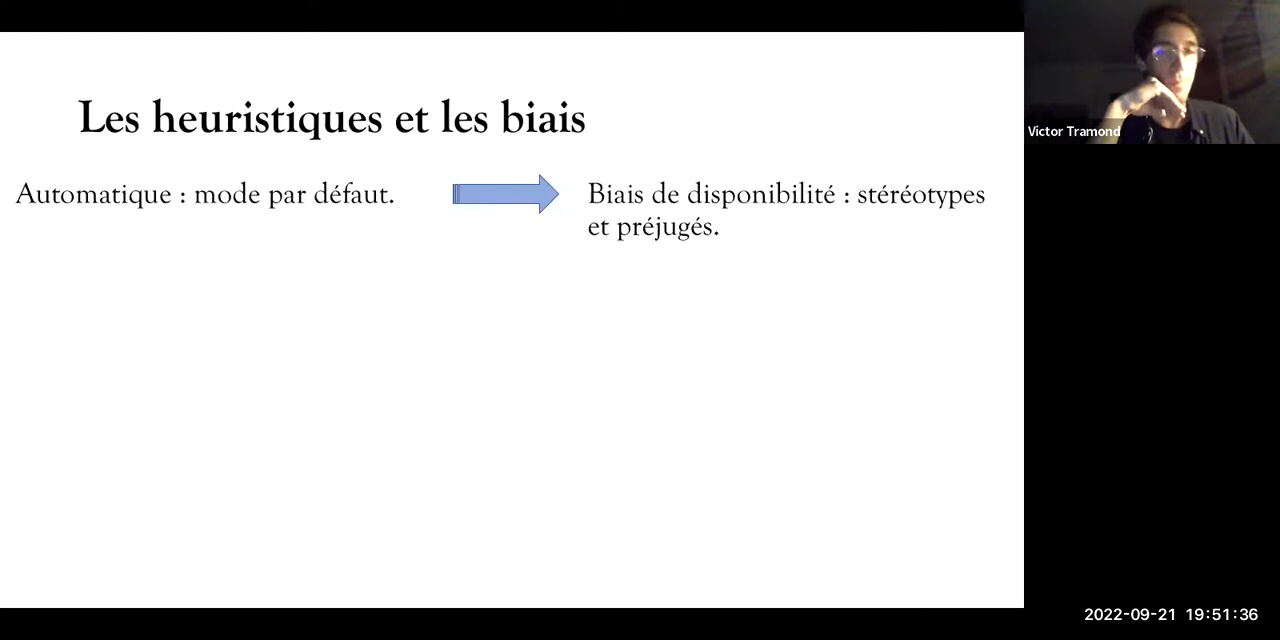 Les heuristiques et les biais
Automatique : mode par défaut.
Biais de disponibilité : stéréotypes
et préjugés.
Victor Tramond
2022-09-21 19:51:36